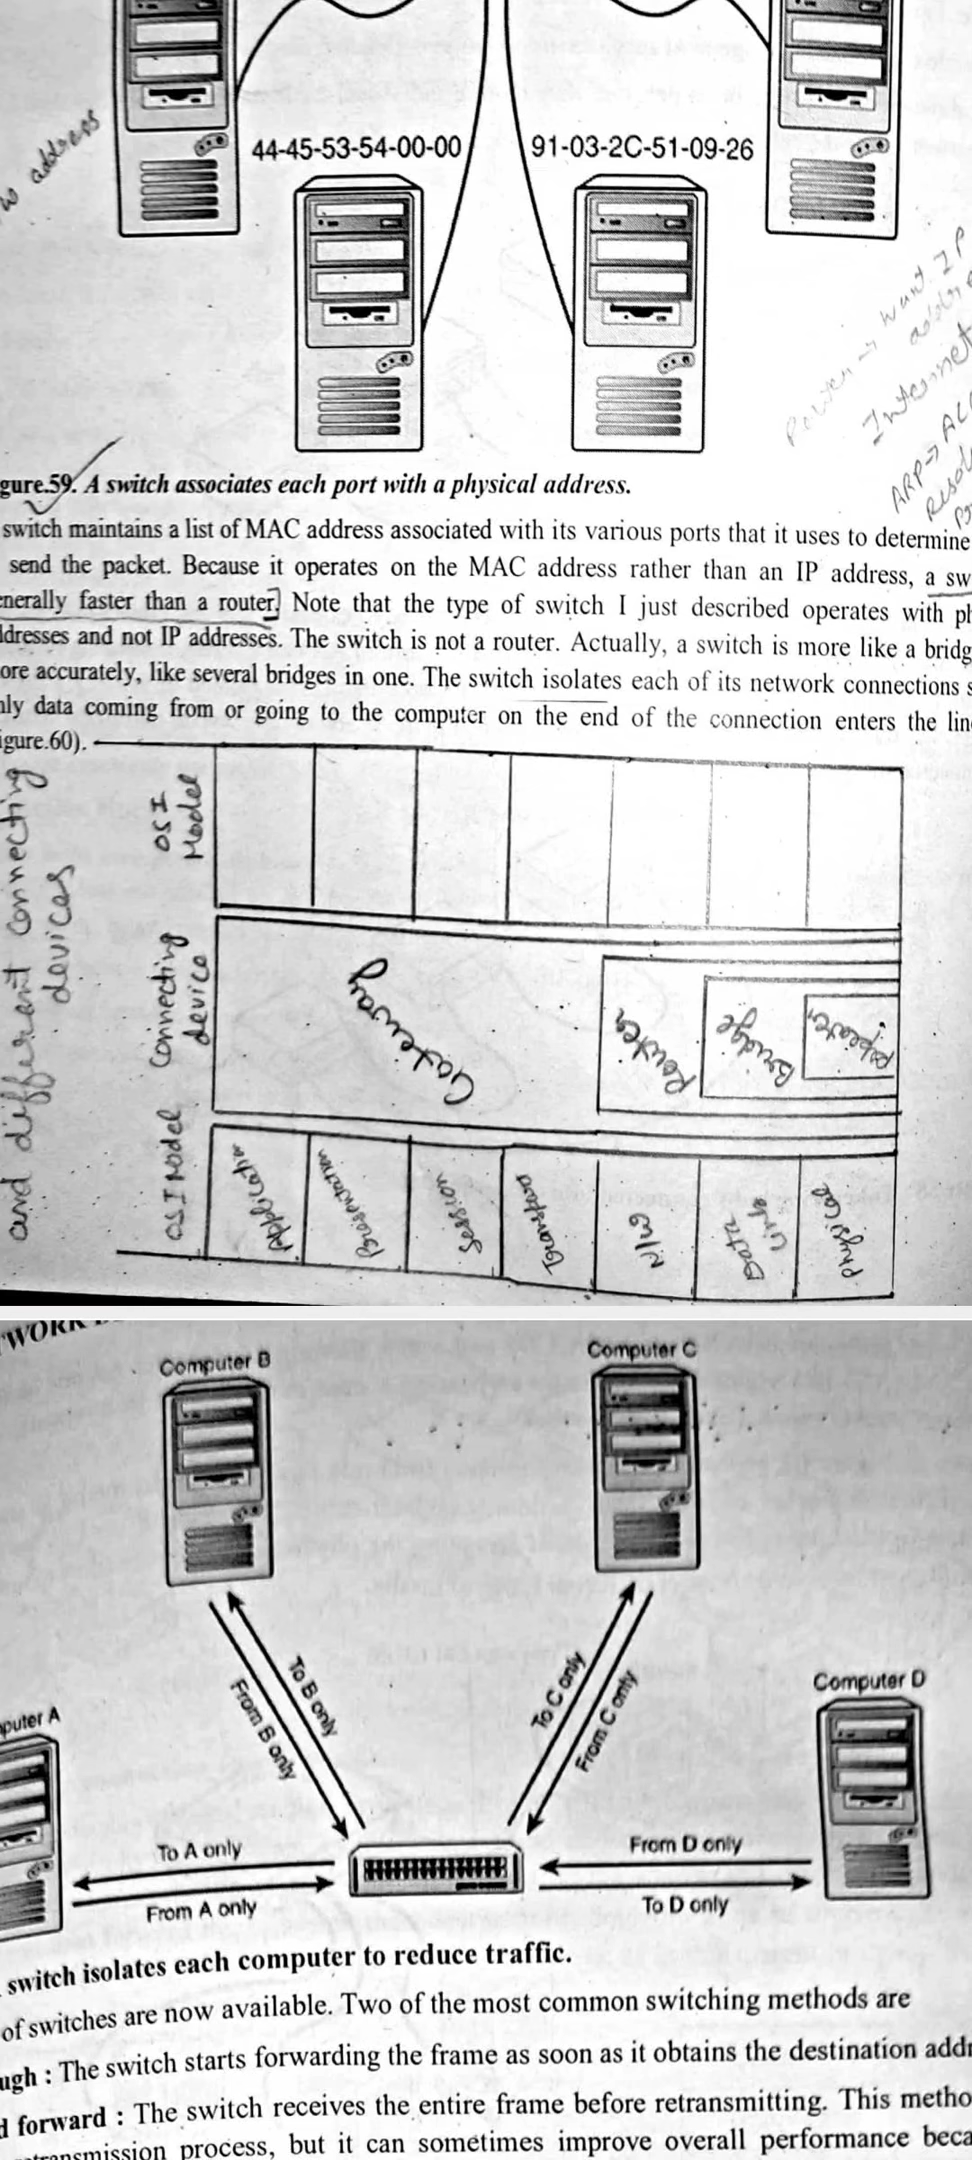 w address
44-45-53-54-00-00
91-03-2C-51-09-26
want IP
Internet
ARP→
gure.59. A switch associates each port with a physical address.
switch maintains a list of MAC address associated with its various ports that it uses to determine
send the packet. Because it operates on the MAC address rather than an IP address, a sw
nerally faster than a router. Note that the type of switch I just described operates with ph
ldresses and not IP addresses. The switch is not a router. Actually, a switch is more like a bridg
ore accurately, like several bridges in one. The switch isolates each of its network connections s
nly data coming from or going to the computer on the end of the connection enters the lin
igure.60).
and differant connecting
devices
OSI
Model
Connecting
device
OSI Model
Gateway
Router
Bridge
Repeater
Application
Presentation
Session
Transport
N/w
Data
Link
Physical
TWORK
Computer B
Computer C
Computer D
puter A
To B only
From B only
To C only
From C only
To A only
From A only
From D only
To D only
switch isolates each computer to reduce traffic.
of switches are now available. Two of the most common switching methods are
ugh : The switch starts forwarding the frame as soon as it obtains the destination addr
d forward : The switch receives the entire frame before retransmitting. This metho
transmission process, but it can sometimes improve overall performance beca